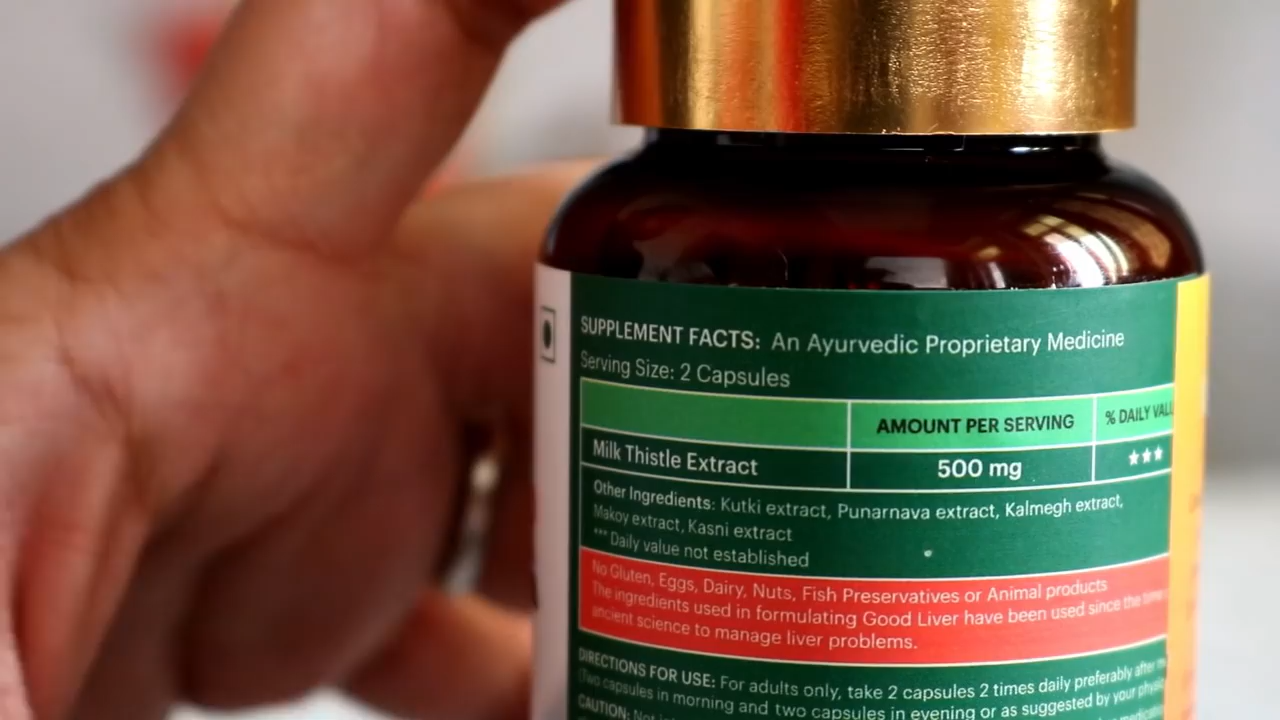 SUPPLEMENT FACTS: An Ayurvedic Proprietary Medicine
Serving Size: 2 Capsules
AMOUNT PER SERVING % DAILY
Milk Thistle Extract 500 mg ★★★
Other Ingredients: Kutki extract, Punarnava extract, Kalmegh extract,
Makoy extract, Kasni extract
*** Daily value not established
No Gluten, Eggs, Dairy, Nuts, Fish Preservatives or Animal products
The ingredients used in formulating Good Liver have been used since the
ancient science to manage liver problems.
DIRECTIONS FOR USE: For adults only, take 2 capsules 2 times daily preferably after
(Two capsules in morning and two capsules in evening or as suggested by your
CAUTION: